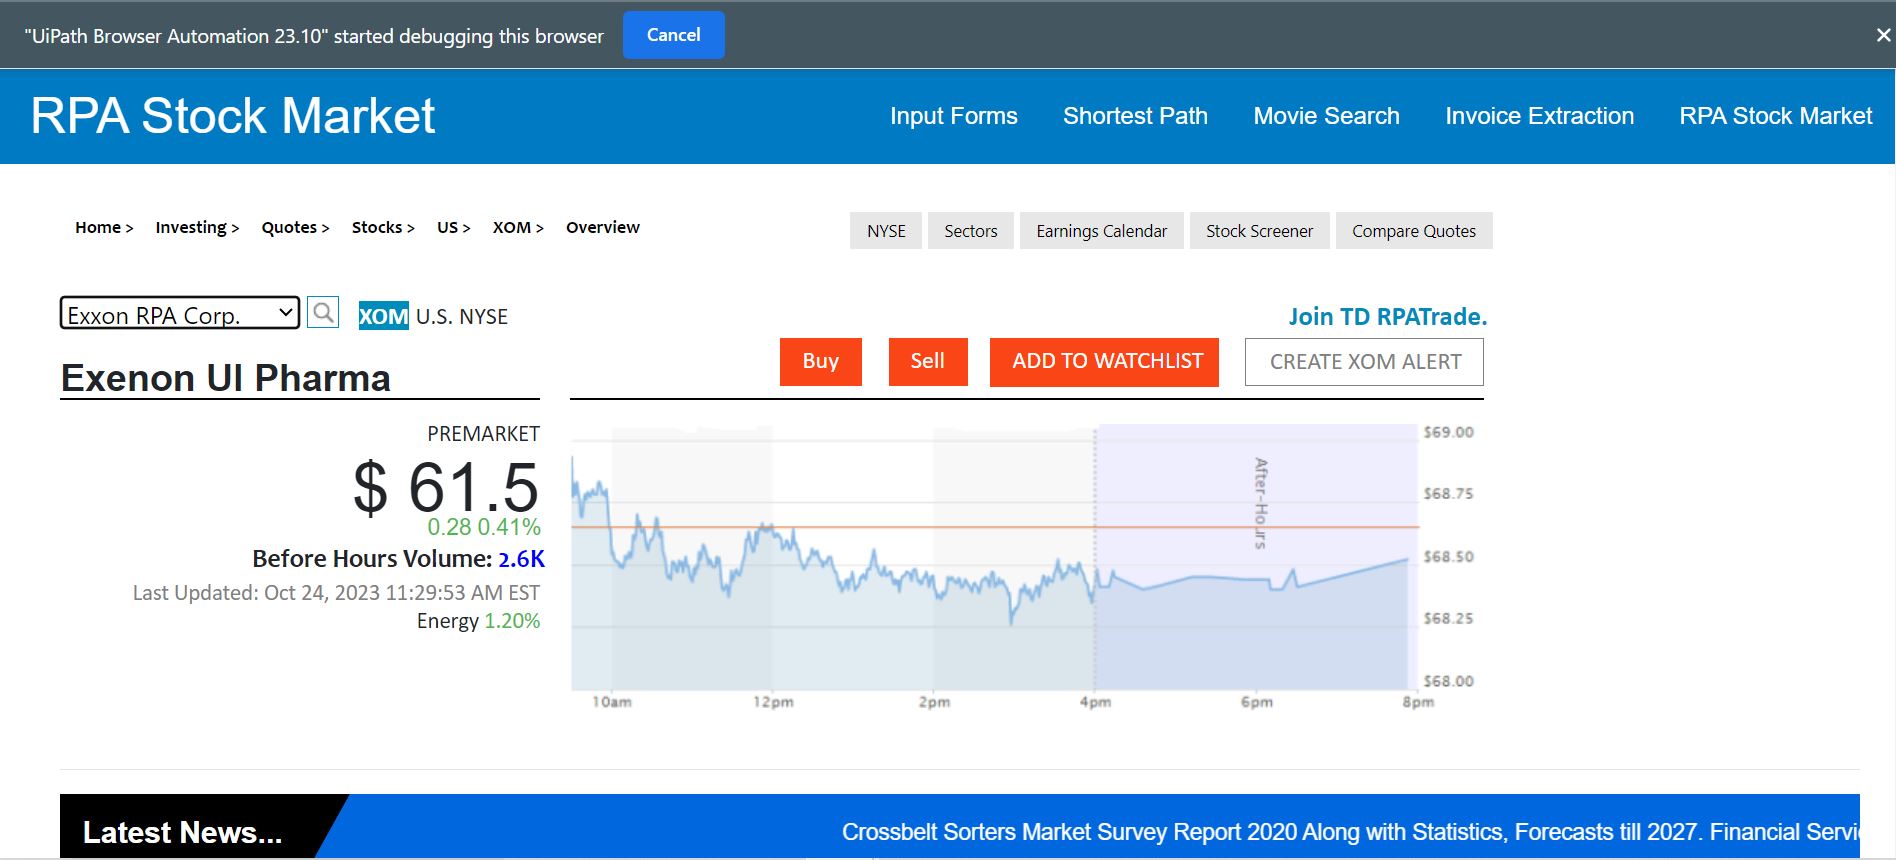 "UiPath Browser Automation 23.10" started debugging this browser Cancel
RPA Stock Market
Input Forms Shortest Path Movie Search Invoice Extraction RPA Stock Market
Home > Investing > Quotes > Stocks > US > XOM > Overview
NYSE Sectors Earnings Calendar Stock Screener Compare Quotes
Exxon RPA Corp. XOM U.S. NYSE
Join TD RPATrade.
Buy Sell ADD TO WATCHLIST CREATE XOM ALERT
Exenon UI Pharma
PREMARKET
$ 61.5
0.28 0.41%
Before Hours Volume: 2.6K
Last Updated: Oct 24, 2023 11:29:53 AM EST
Energy 1.20%
After-Hours
$69.00
$68.75
$68.50
$68.25
$68.00
10am 12pm 2pm 4pm 6pm 8pm
Latest News...
Crossbelt Sorters Market Survey Report 2020 Along with Statistics, Forecasts till 2027. Financial Servi